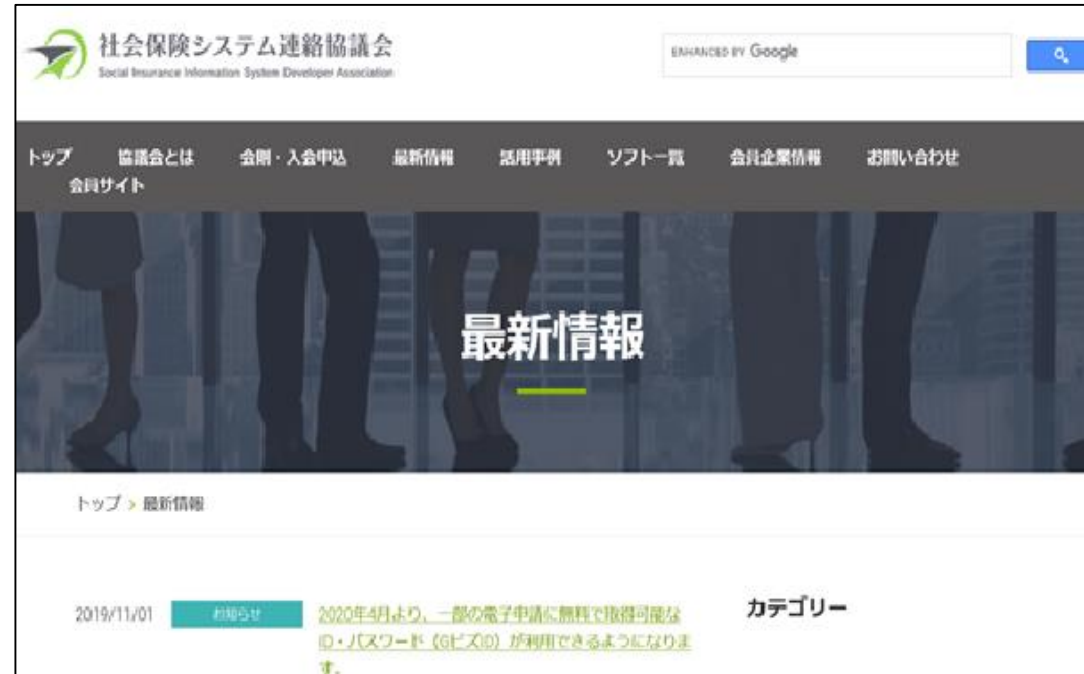 社会保険システム連絡協議会
Social Insurance Information System Developer Association
ENHANCED BY Google
トップ 協議会とは 会則・入会申込 最新情報 活用事例 ソフト一覧 会員企業情報 お問い合わせ
会員サイト
最新情報
トップ > 最新情報
2019/11/01 お知らせ 2020年4月より、一部の電子申請に無料で取得可能な
ID・パスワード（GビズID）が利用できるようになりま
す。
カテゴリー